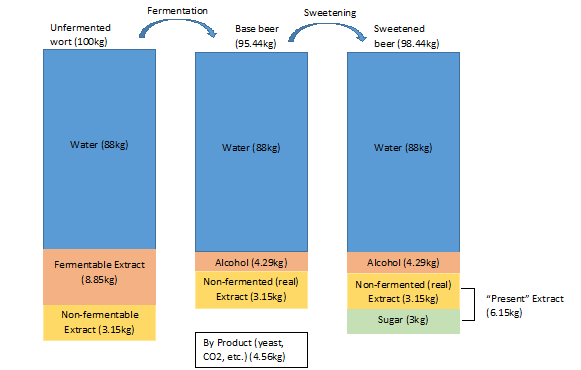 Fermentation
Sweetening
Unfermented
wort (100kg)
Base beer
(95.44kg)
Sweetened
beer (98.44kg)
Water (88kg)
Water (88kg)
Water (88kg)
Fermentable Extract
(8.85kg)
Non-fermentable
Extract (3.15kg)
Alcohol (4.29kg)
Non-fermented (real)
Extract (3.15kg)
By Product (yeast,
CO2, etc.) (4.56kg)
Alcohol (4.29kg)
Non-fermented (real)
Extract (3.15kg)
Sugar (3kg)
“Present” Extract
(6.15kg)